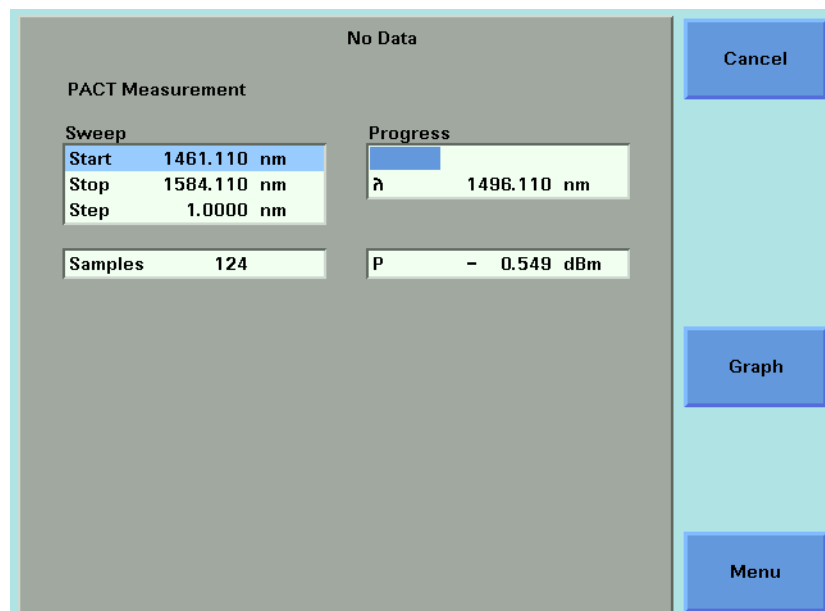 No Data
Cancel
PACT Measurement
Sweep
Start 1461.110 nm
Stop 1584.110 nm
Step 1.0000 nm
Samples 124
Progress
λ 1496.110 nm
P - 0.549 dBm
Graph
Menu